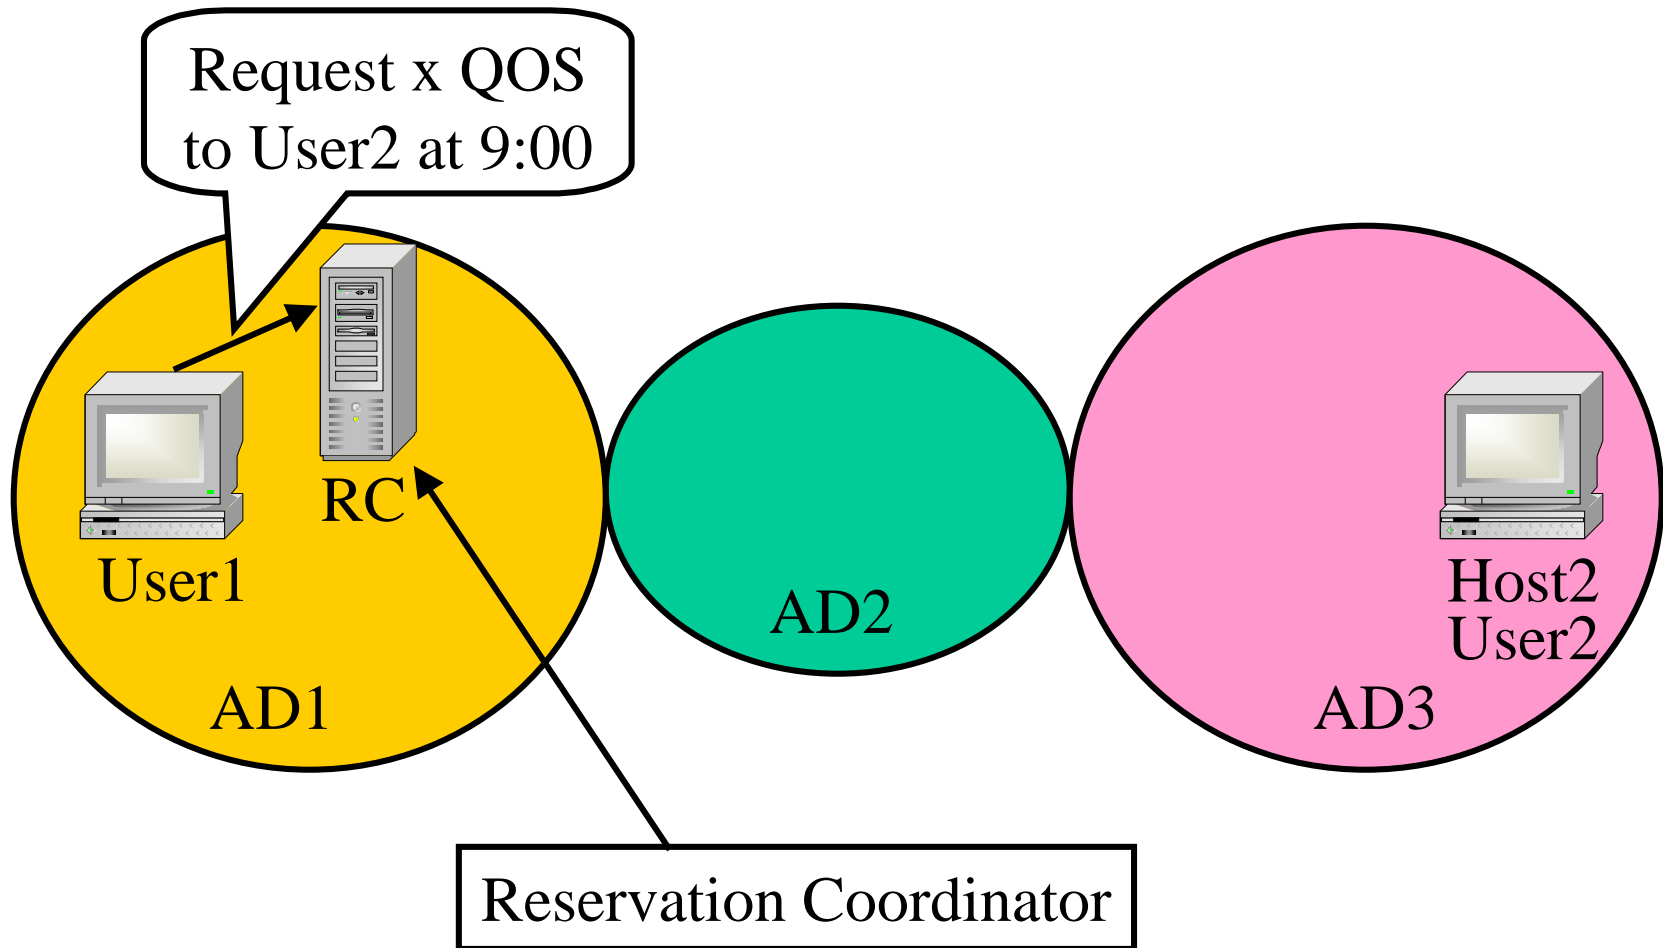 Request x QOS
to User2 at 9:00
RC
User1
AD1
AD2
Host2
User2
AD3
Reservation Coordinator